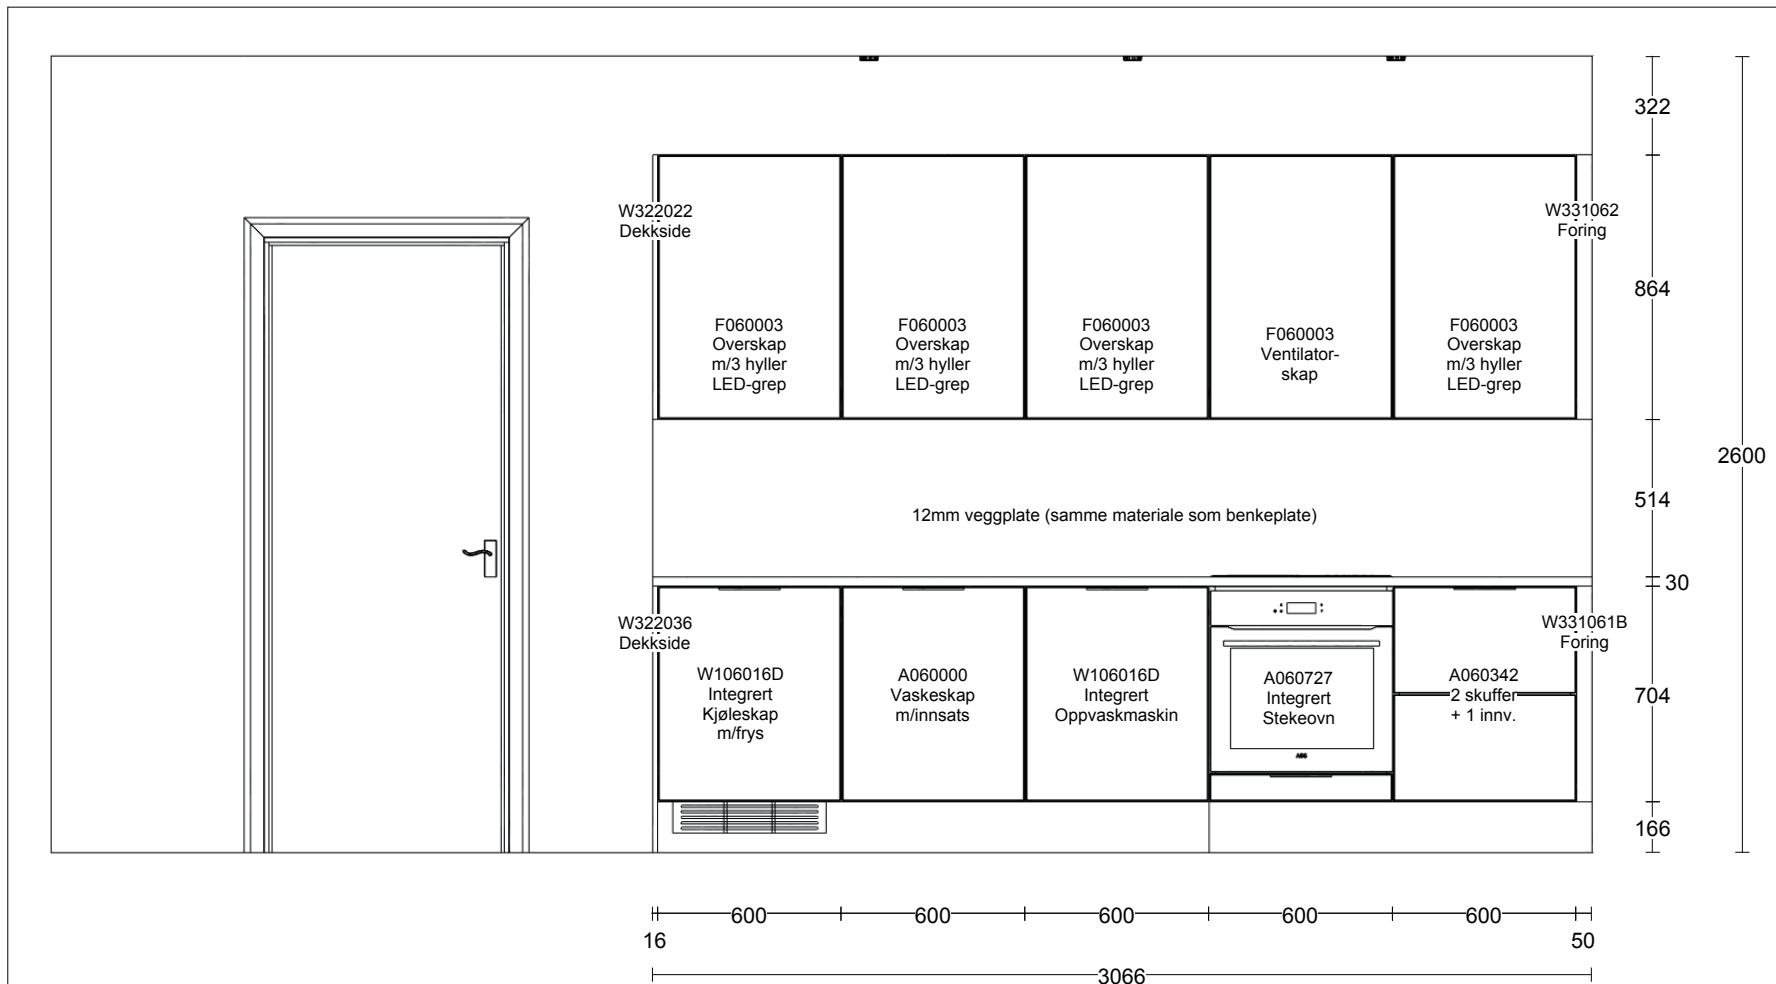 322
W322022
Dekkside
W331062
Foring
864
F060003
Overskap
m/3 hyller
LED-grep
F060003
Overskap
m/3 hyller
LED-grep
F060003
Overskap
m/3 hyller
LED-grep
F060003
Ventilator-
skap
F060003
Overskap
m/3 hyller
LED-grep
2600
514
12mm veggplate (samme materiale som benkeplate)
30
W322036
Dekkside
W331061B
Foring
W106016D
Integrert
Kjøleskap
m/frys
A060000
Vaskeskap
m/innsats
W106016D
Integrert
Oppvaskmaskin
A060727
Integrert
Stekeovn
AEG
A060342
2 skuffer
+ 1 innv.
704
166
600
600
600
600
600
16
50
3066